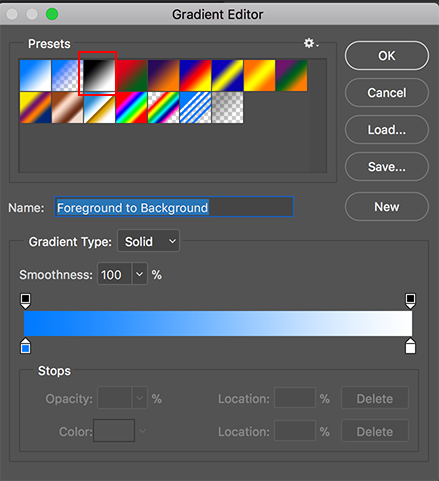 Gradient Editor
Presets
OK
Cancel
Load...
Save...
Name: Foreground to Background
New
Gradient Type: Solid
Smoothness: 100 %
Stops
Opacity: % Location: % Delete
Color: Location: % Delete